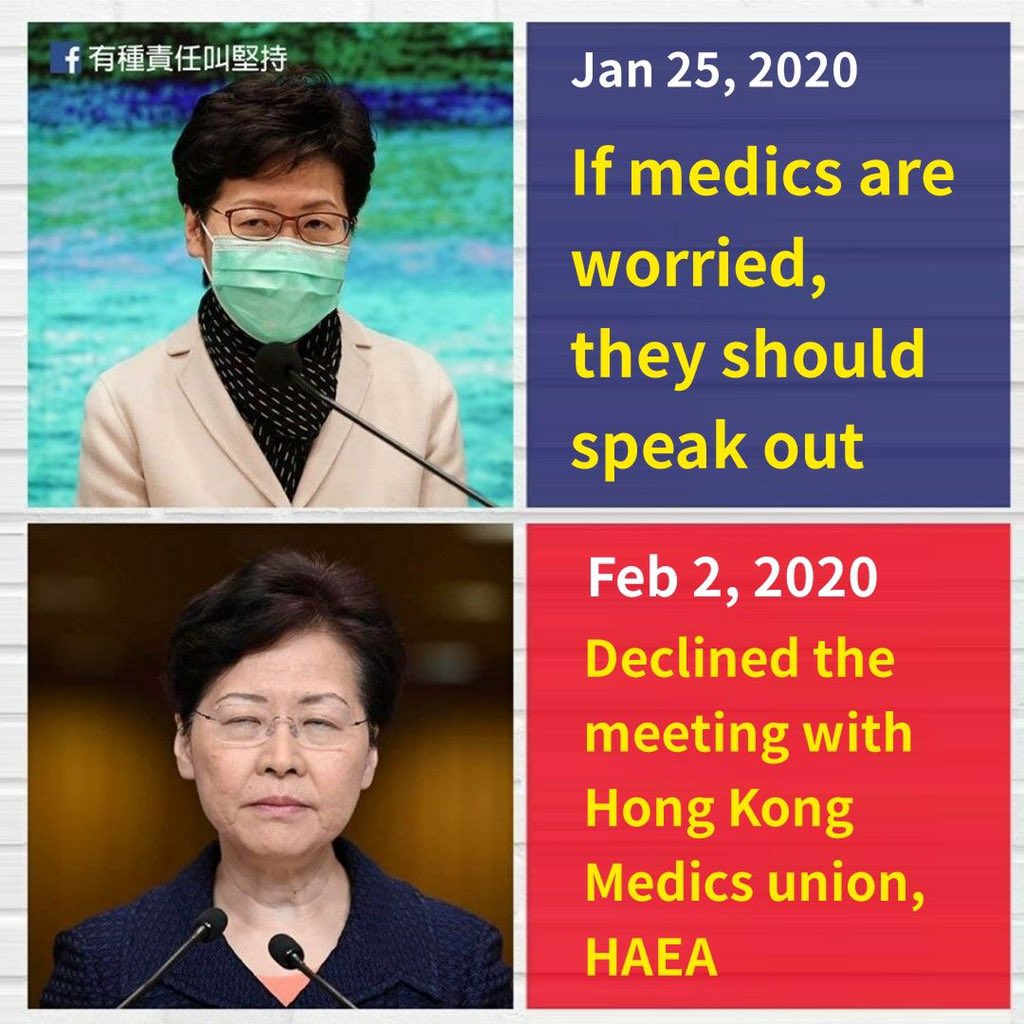 f 有種責任叫堅持
Jan 25, 2020
If medics are
worried,
they should
speak out
Feb 2, 2020
Declined the
meeting with
Hong Kong
Medics union,
HAEA